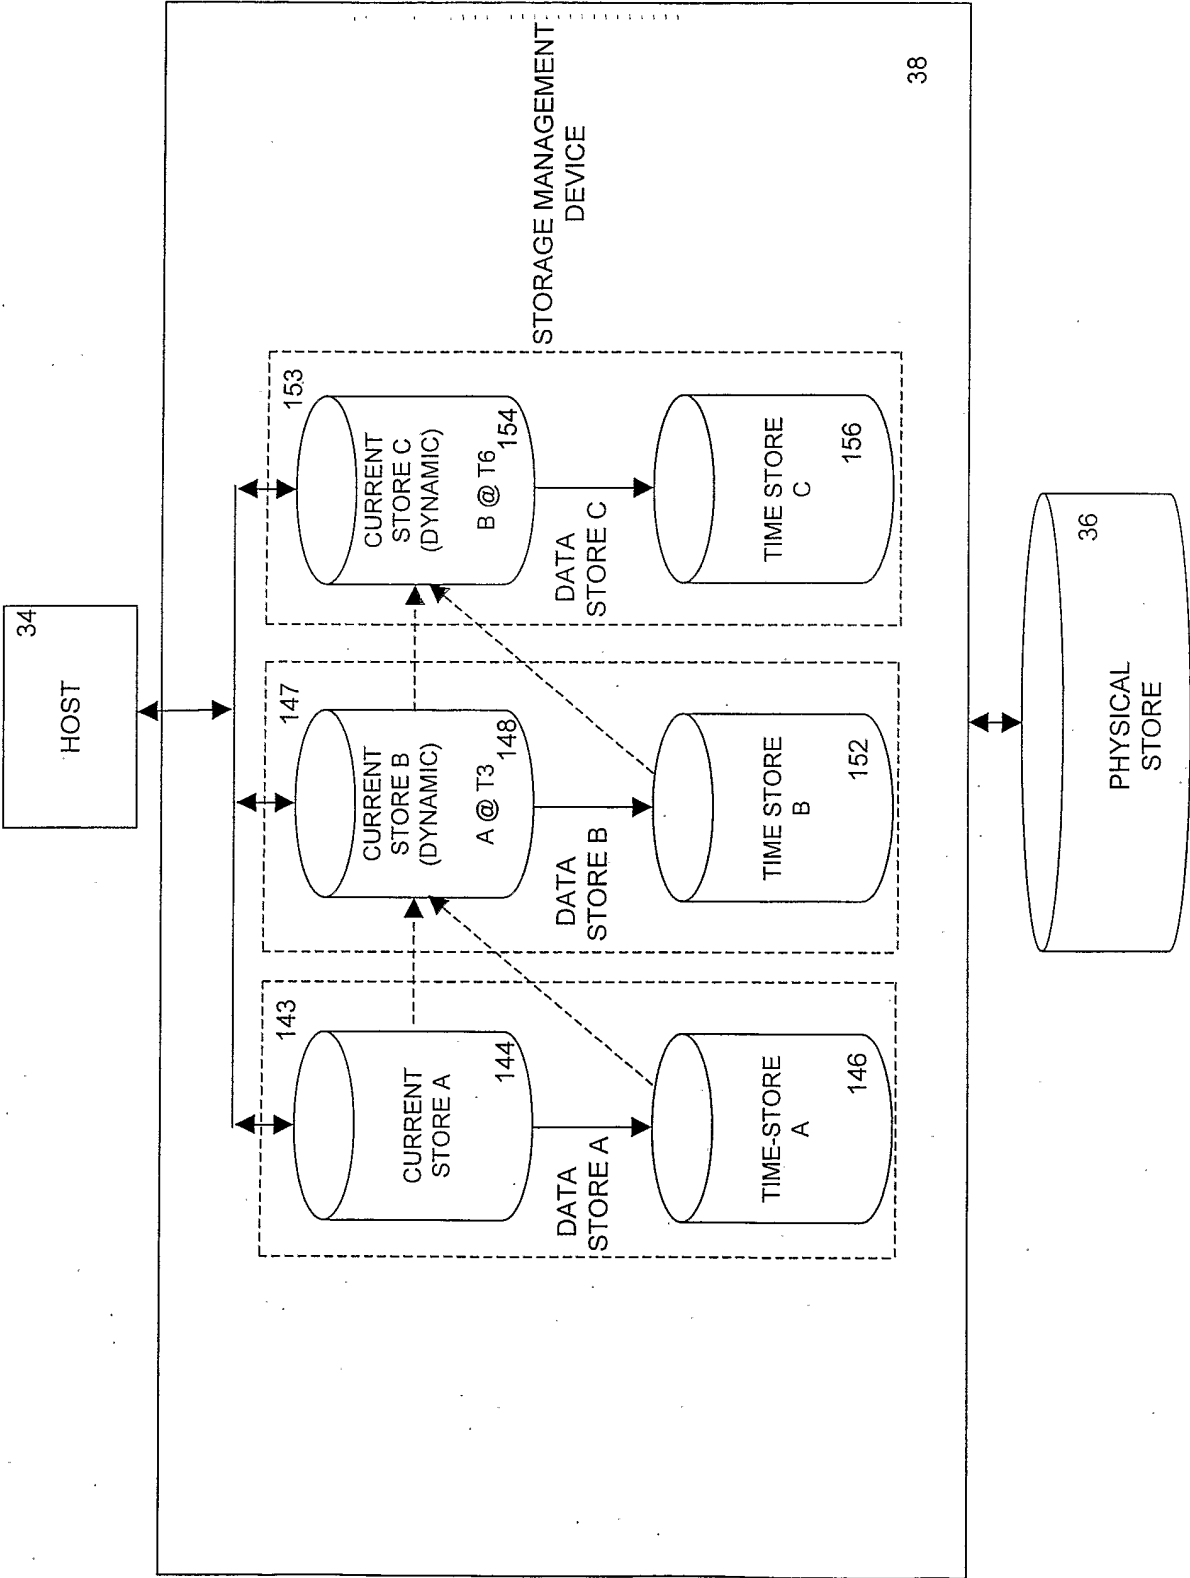 34
HOST
38
STORAGE MANAGEMENT
DEVICE
143
CURRENT
STORE A
144
DATA
STORE A
TIME-STORE
A
146
147
CURRENT
STORE B
(DYNAMIC)
A @ T3
148
DATA
STORE B
TIME STORE
B
152
153
CURRENT
STORE C
(DYNAMIC)
B @ T6
154
DATA
STORE C
TIME STORE
C
156
36
PHYSICAL
STORE